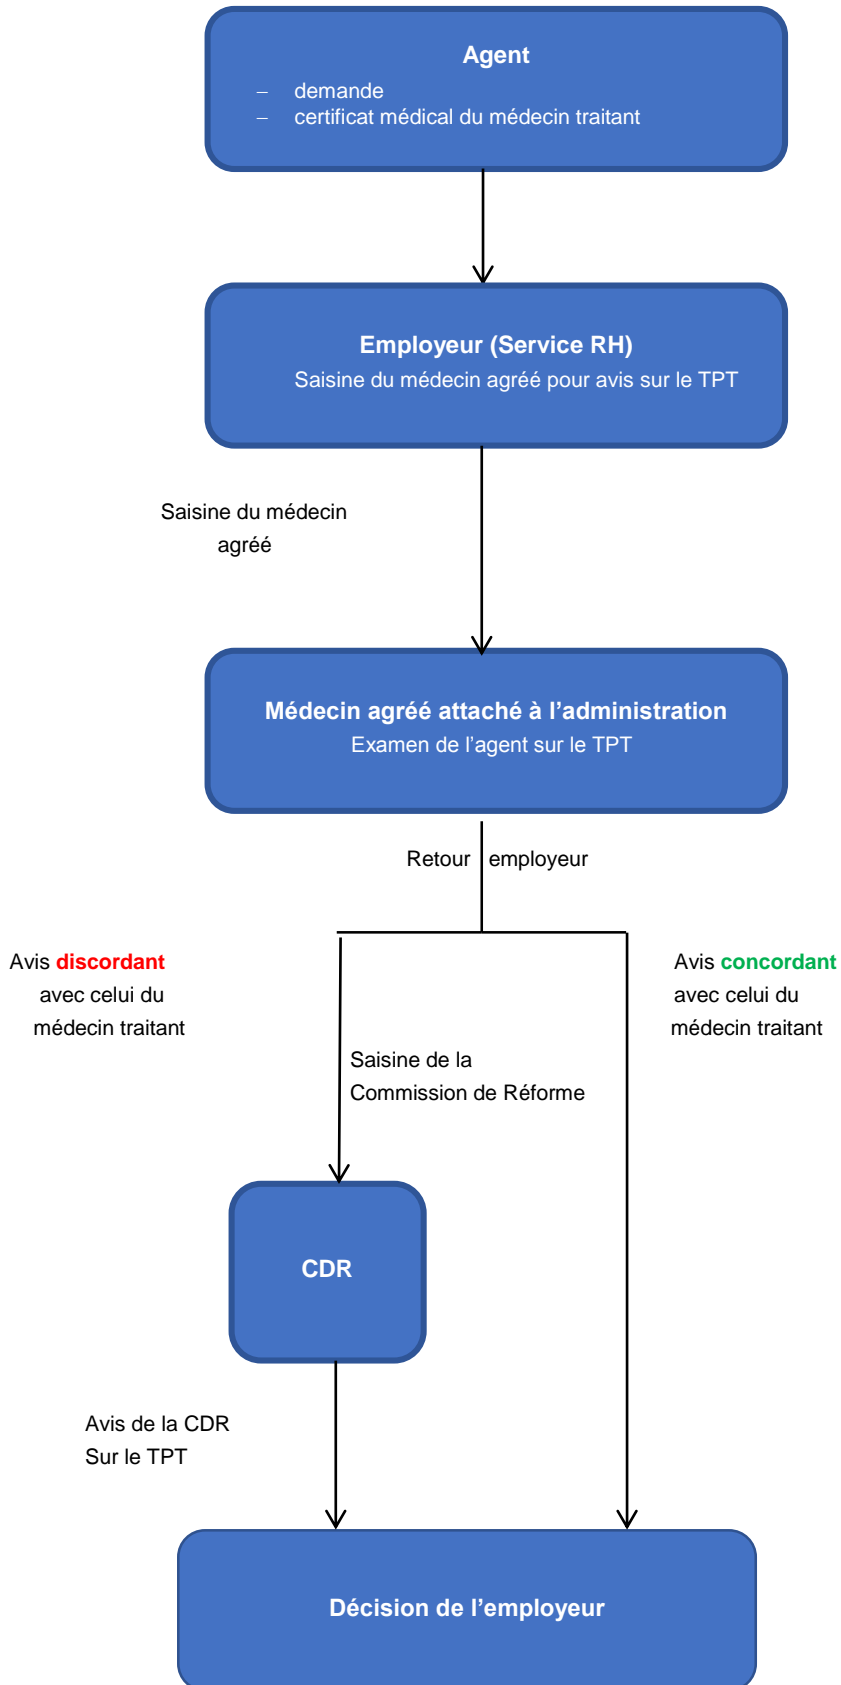 Agent
– demande
– certificat médical du médecin traitant
Employeur (Service RH)
Saisine du médecin agréé pour avis sur le TPT
Saisine du médecin
agréé
Médecin agréé attaché à l’administration
Examen de l’agent sur le TPT
Retour employeur
Avis discordant
avec celui du
médecin traitant
Avis concordant
avec celui du
médecin traitant
Saisine de la
Commission de Réforme
CDR
Avis de la CDR
Sur le TPT
Décision de l’employeur